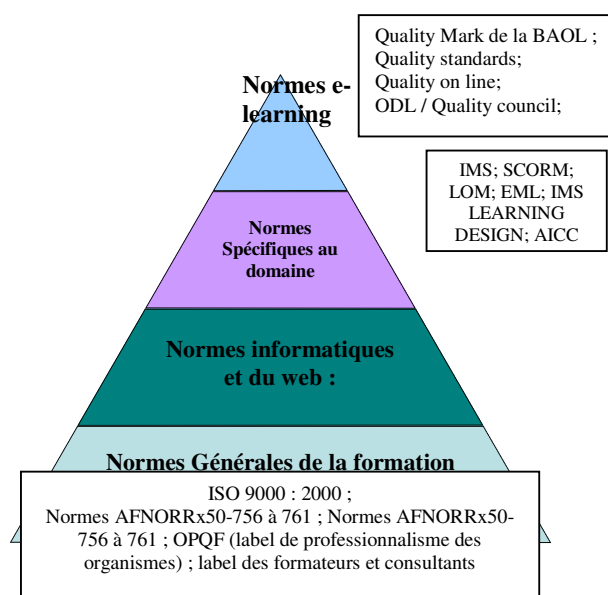 Quality Mark de la BAOL ;
Quality standards;
Quality on line;
ODL / Quality council;
Normes e-
learning
IMS; SCORM;
LOM; EML; IMS
LEARNING
DESIGN; AICC
Normes
Spécifiques au
domaine
Normes informatiques
et du web :
Normes Générales de la formation
ISO 9000 : 2000 ;
Normes AFNORRx50-756 à 761 ; Normes AFNORRx50-
756 à 761 ; OPQF (label de professionnalisme des
organismes) ; label des formateurs et consultants